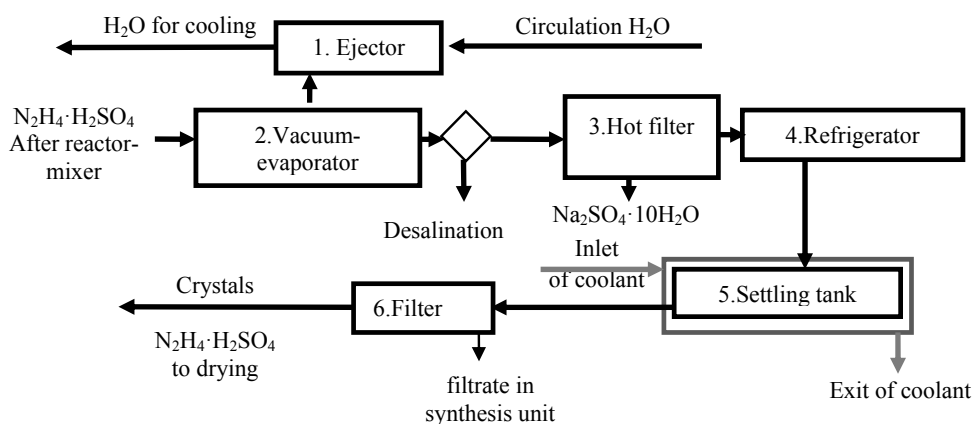 H₂O for cooling
1. Ejector
Circulation H₂O
N₂H₄·H₂SO₄
After reactor-
mixer
2.Vacuum-
evaporator
3.Hot filter
4.Refrigerator
Desalination
Na₂SO₄·10H₂O
Inlet
of coolant
5.Settling tank
Crystals
6.Filter
N₂H₄·H₂SO₄
to drying
filtrate in
synthesis unit
Exit of coolant